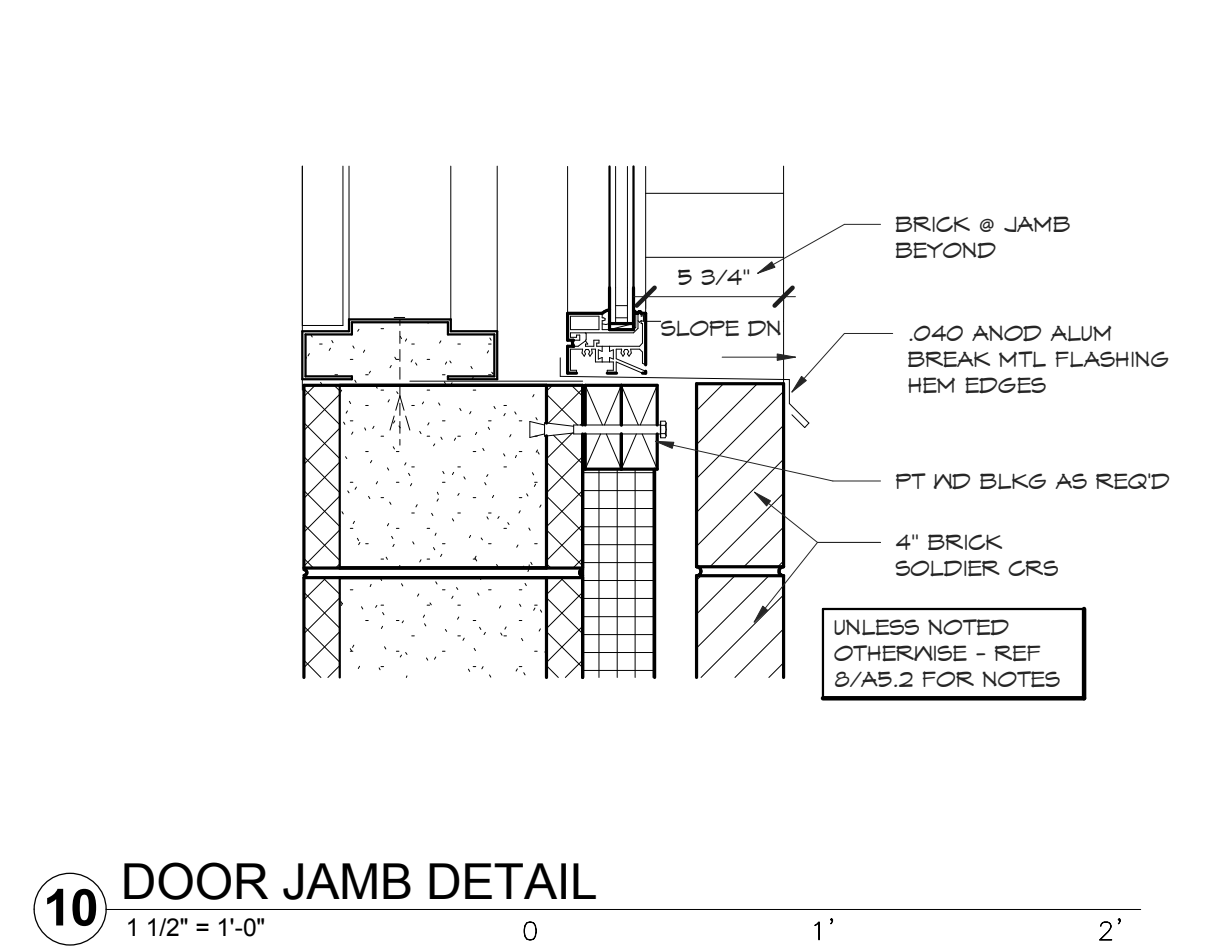 BRICK @ JAMB
BEYOND
5 3/4"
SLOPE DN
.040 ANOD ALUM
BREAK MTL FLASHING
HEM EDGES
PT WD BLKG AS REQ'D
4" BRICK
SOLDIER CRS
UNLESS NOTED
OTHERWISE - REF
8/A5.2 FOR NOTES
10
DOOR JAMB DETAIL
1 1/2" = 1'-0"
0 1' 2'